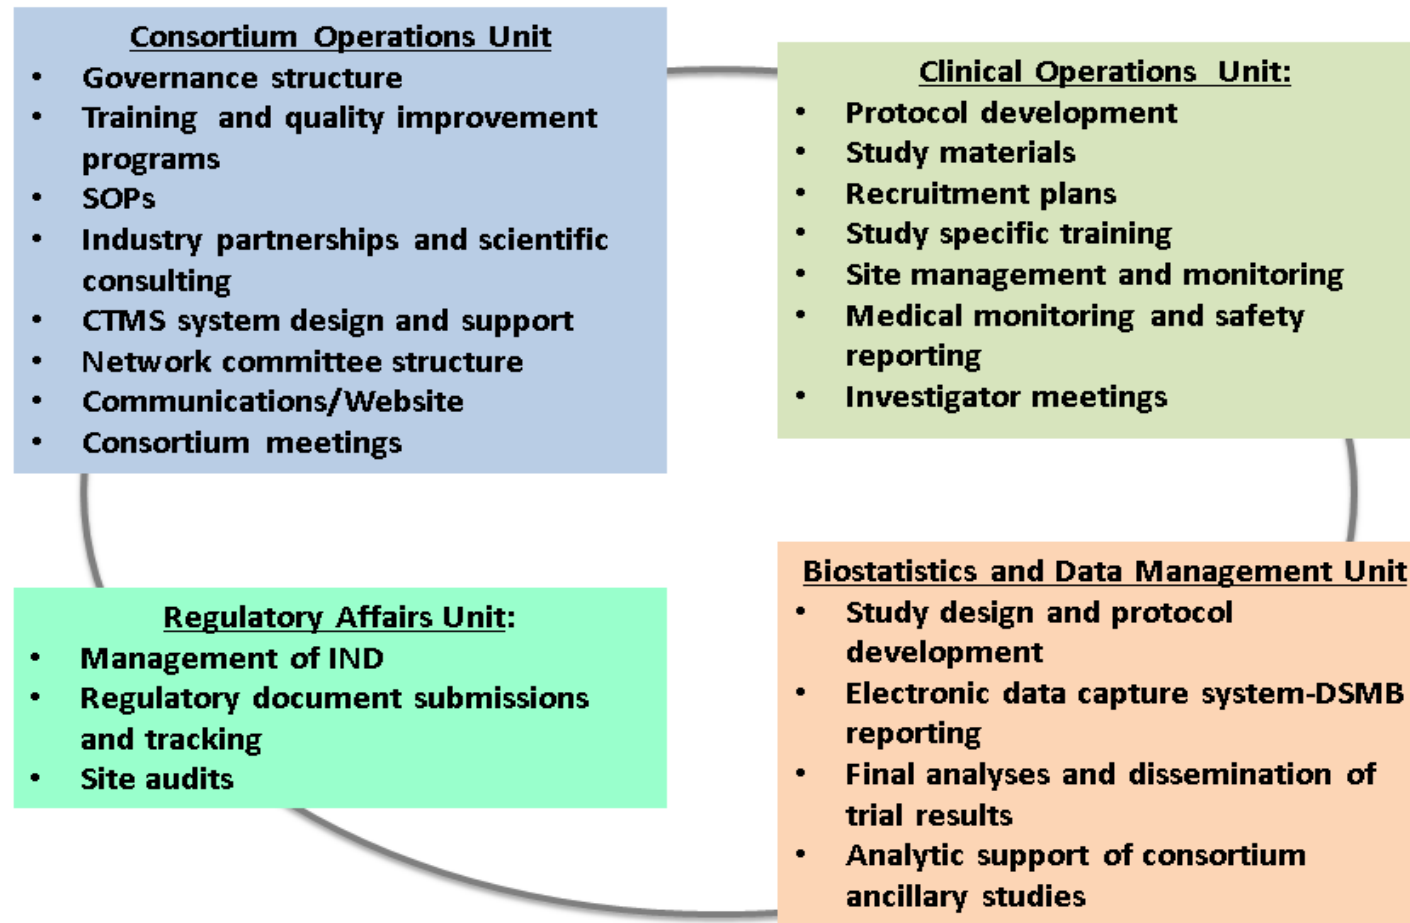 Consortium Operations Unit
• Governance structure
• Training and quality improvement
programs
• SOPs
• Industry partnerships and scientific
consulting
• CTMS system design and support
• Network committee structure
• Communications/Website
• Consortium meetings
Clinical Operations Unit:
• Protocol development
• Study materials
• Recruitment plans
• Study specific training
• Site management and monitoring
• Medical monitoring and safety
reporting
• Investigator meetings
Regulatory Affairs Unit:
• Management of IND
• Regulatory document submissions
and tracking
• Site audits
Biostatistics and Data Management Unit
• Study design and protocol
development
• Electronic data capture system-DSMB
reporting
• Final analyses and dissemination of
trial results
• Analytic support of consortium
ancillary studies